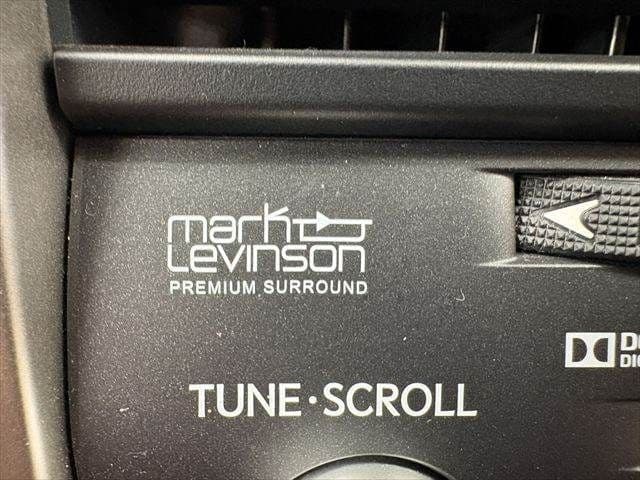 mark
Levinson
PREMIUM SURROUND
TUNE·SCROLL